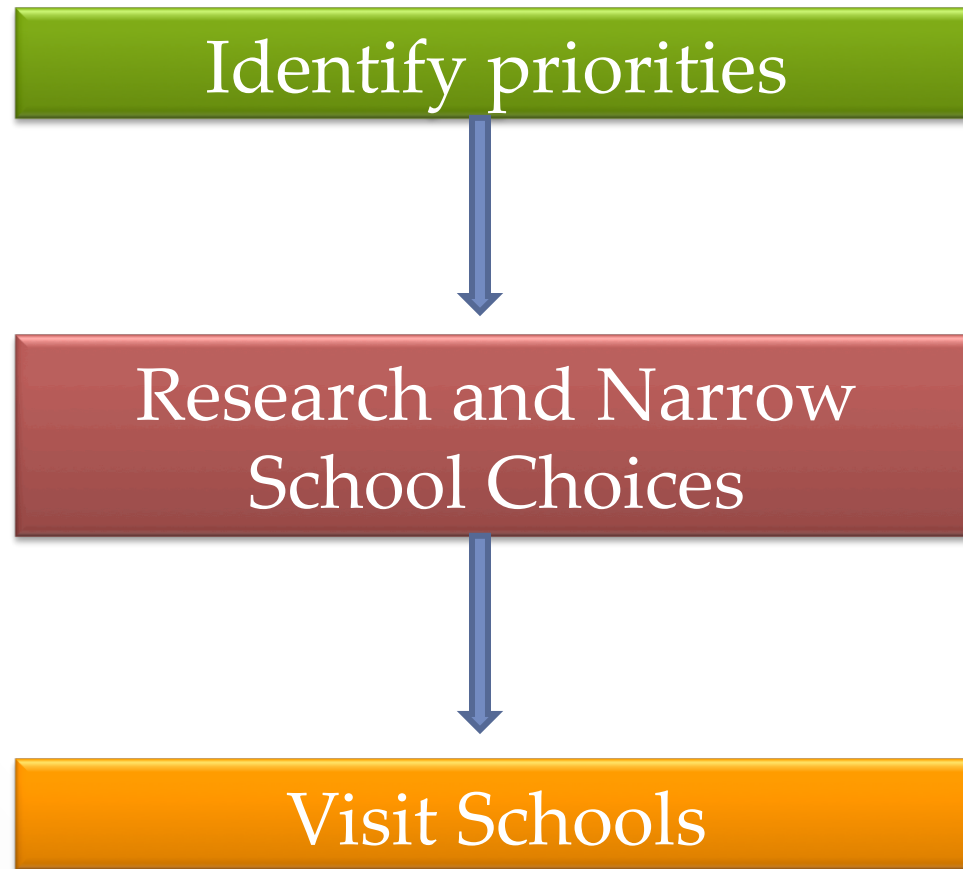 Identify priorities
Research and Narrow
School Choices
Visit Schools